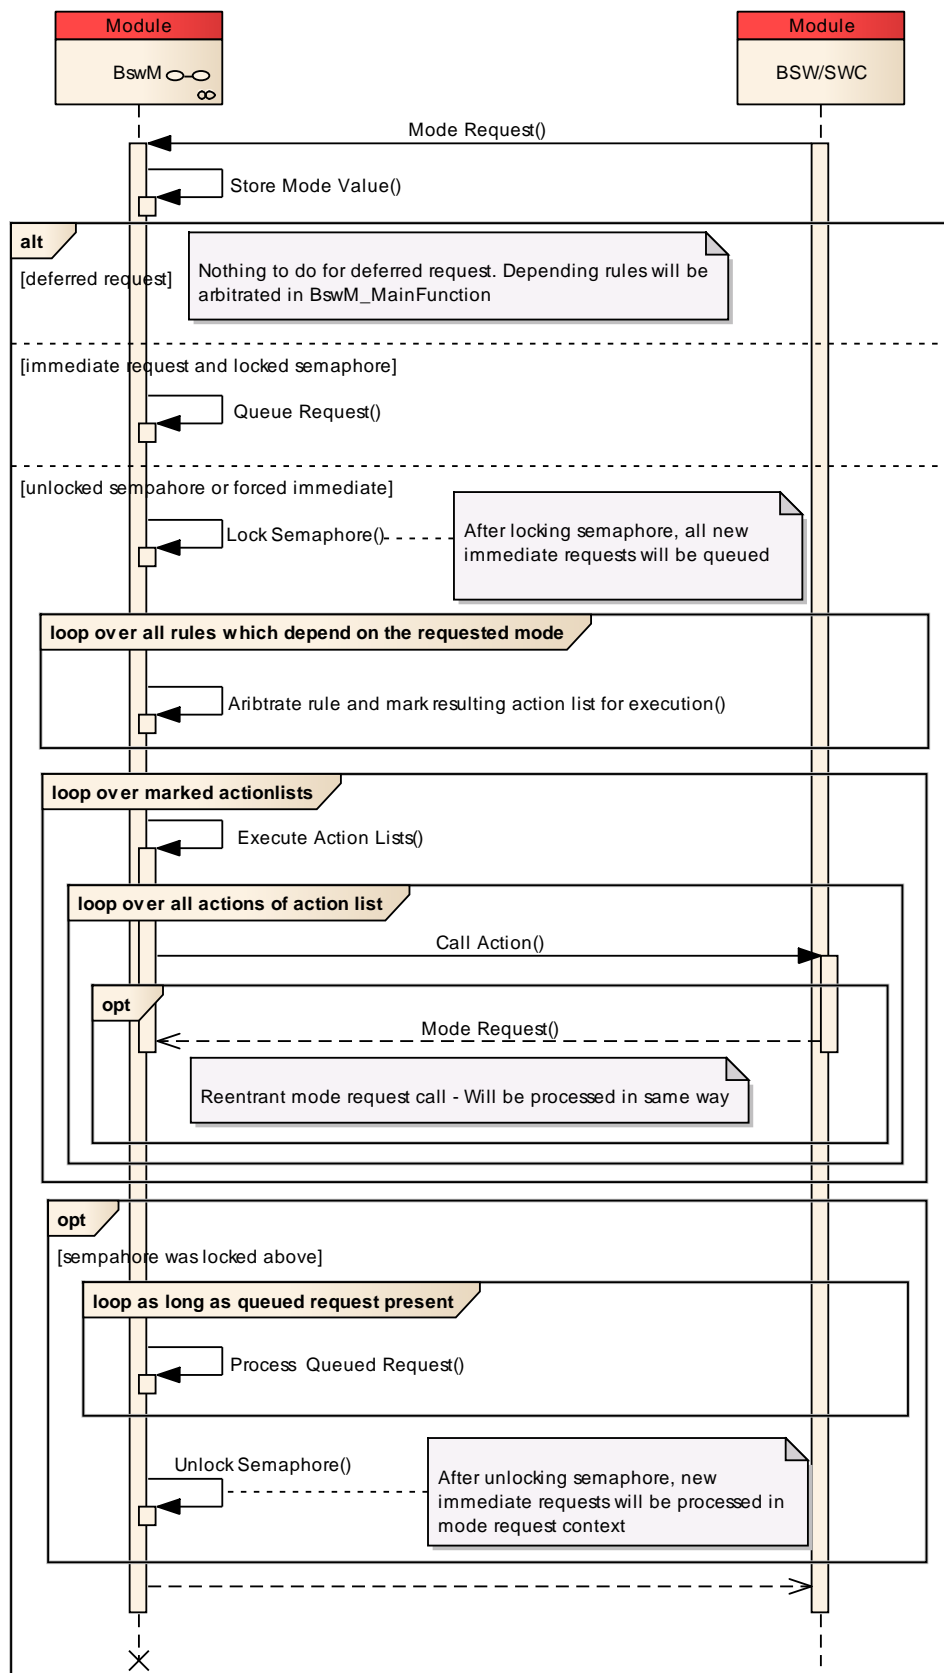 Module
Module
BswM
BSW/SWC
Mode Request()
Store Mode Value()
alt
[deferred request]
Nothing to do for deferred request. Depending rules will be
arbitrated in BswM_MainFunction
[immediate request and locked semaphore]
Queue Request()
[unlocked sempahore or forced immediate]
Lock Semaphore()
After locking semaphore, all new
immediate requests will be queued
loop over all rules which depend on the requested mode
Aribtrate rule and mark resulting action list for execution()
loop over marked actionlists
Execute Action Lists()
loop over all actions of action list
Call Action()
opt
Mode Request()
Reentrant mode request call - Will be processed in same way
opt
[sempahore was locked above]
loop as long as queued request present
Process Queued Request()
Unlock Semaphore()
After unlocking semaphore, new
immediate requests will be processed in
mode request context